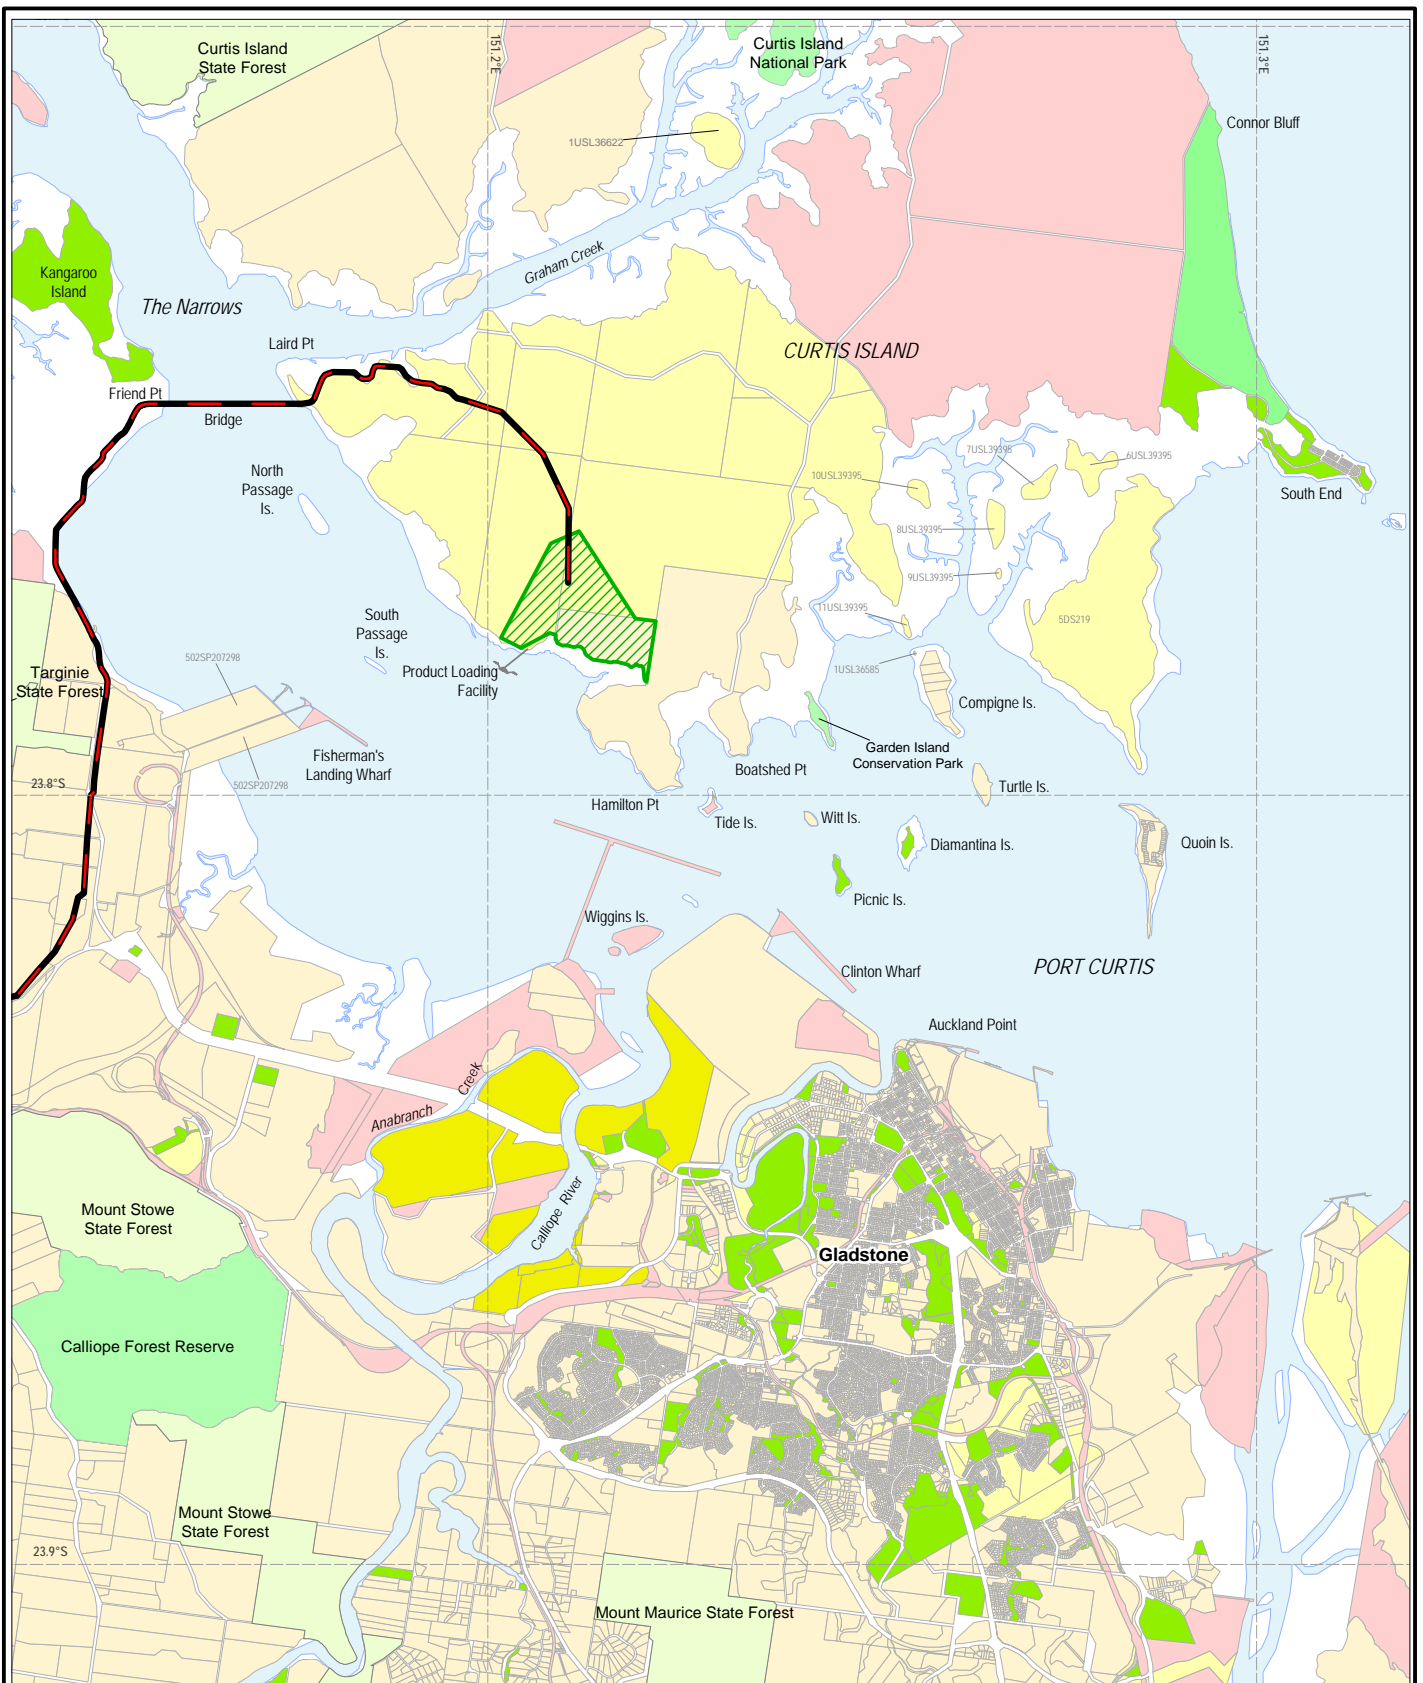 Curtis Island
State Forest
151.2°E
Curtis Island
National Park
151.3°E
Connor Bluff
1USL36622
Graham Creek
Kangaroo
Island
The Narrows
Laird Pt
CURTIS ISLAND
Friend Pt
Bridge
North
Passage
Is.
7USL39395
6USL39395
10USL39395
South End
8USL39395
9USL39395
11USL39395
5DS219
South
Passage
Is.
502SP207298
Targinie
State Forest
Product Loading
Facility
1USL36585
Compigne Is.
Fisherman's
Landing Wharf
Garden Island
Conservation Park
Boatshed Pt
23.8°S
502SP207298
Turtle Is.
Hamilton Pt
Tide Is.
Witt Is.
Diamantina Is.
Quoin Is.
Picnic Is.
Wiggins Is.
Clinton Wharf
PORT CURTIS
Auckland Point
Creek
Anabranch
Mount Stowe
State Forest
Calliope River
Gladstone
Calliope Forest Reserve
Mount Stowe
State Forest
23.9°S
Mount Maurice State Forest